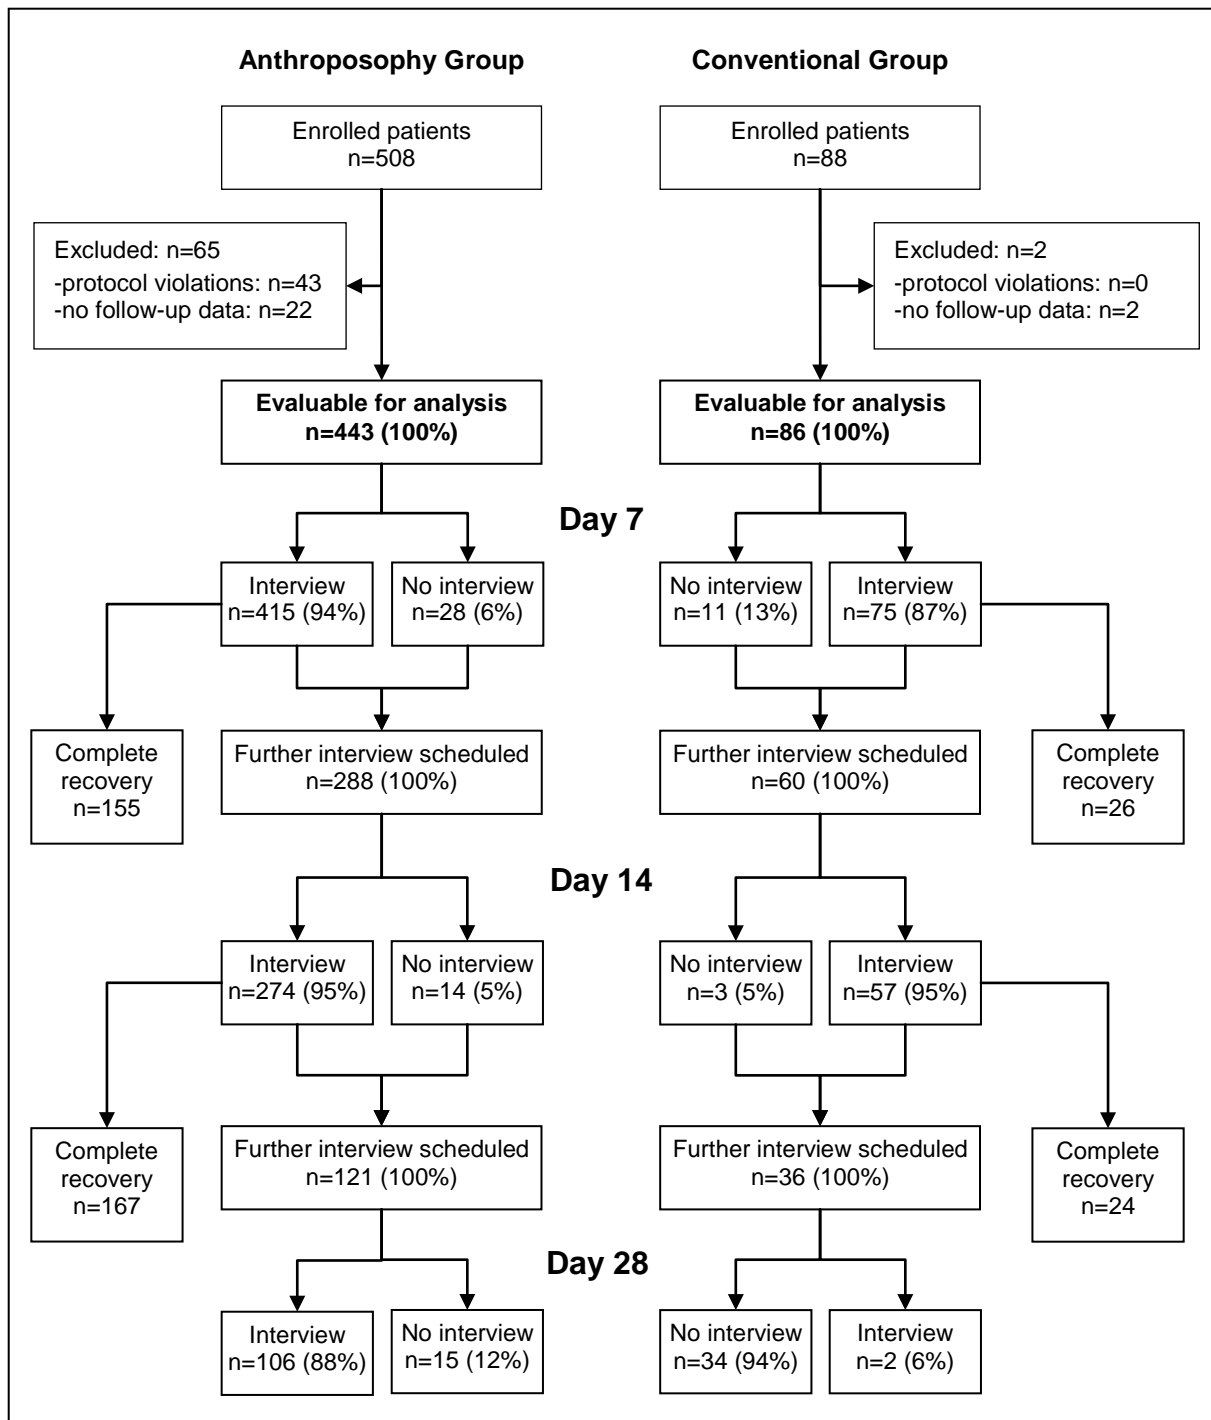 Anthroposophy Group
Conventional Group
Enrolled patients
n=508
Enrolled patients
n=88
Excluded: n=65
-protocol violations: n=43
-no follow-up data: n=22
Excluded: n=2
-protocol violations: n=0
-no follow-up data: n=2
Evaluable for analysis
n=443 (100%)
Evaluable for analysis
n=86 (100%)
Day 7
Interview
n=415 (94%)
No interview
n=28 (6%)
No interview
n=11 (13%)
Interview
n=75 (87%)
Complete
recovery
n=155
Further interview scheduled
n=288 (100%)
Further interview scheduled
n=60 (100%)
Complete
recovery
n=26
Day 14
Interview
n=274 (95%)
No interview
n=14 (5%)
No interview
n=3 (5%)
Interview
n=57 (95%)
Complete
recovery
n=167
Further interview scheduled
n=121 (100%)
Further interview scheduled
n=36 (100%)
Complete
recovery
n=24
Day 28
Interview
n=106 (88%)
No interview
n=15 (12%)
No interview
n=34 (94%)
Interview
n=2 (6%)